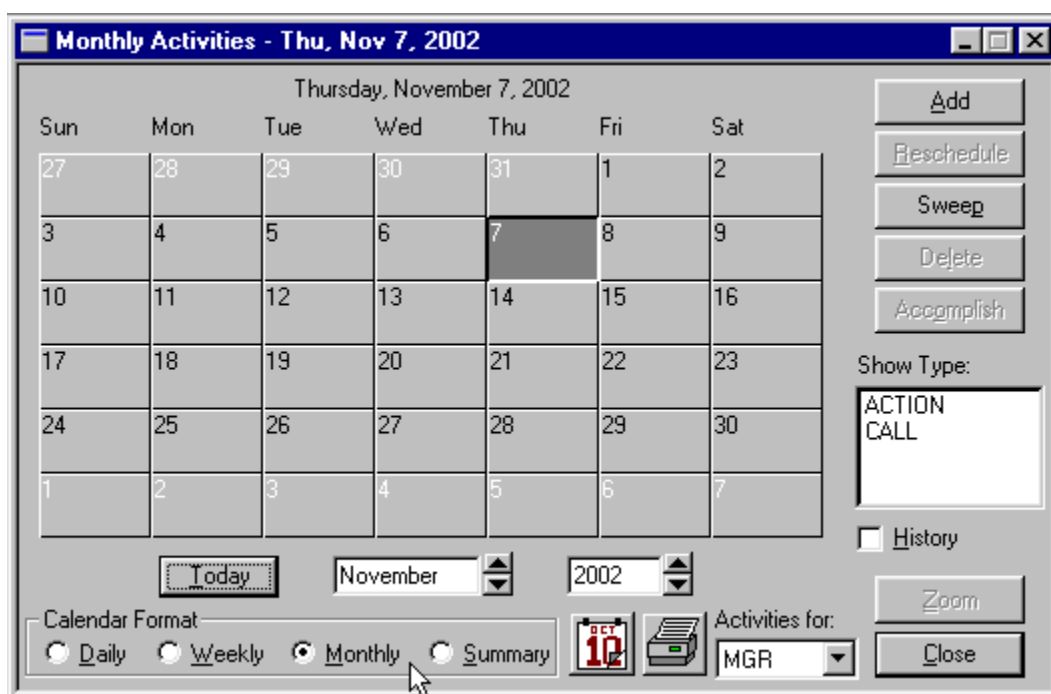 Monthly Activities - Thu, Nov 7, 2002
Thursday, November 7, 2002
Sun Mon Tue Wed Thu Fri Sat
27 28 29 30 31 1 2
3 4 5 6 7 8 9
10 11 12 13 14 15 16
17 18 19 20 21 22 23
24 25 26 27 28 29 30
1 2 3 4 5 6 7
Today November 2002
Calendar Format
Daily Weekly Monthly Summary
OCT
10
Add
Reschedule
Sweep
Delete
Accomplish
Show Type:
ACTION
CALL
History
Activities for:
MGR
Zoom
Close